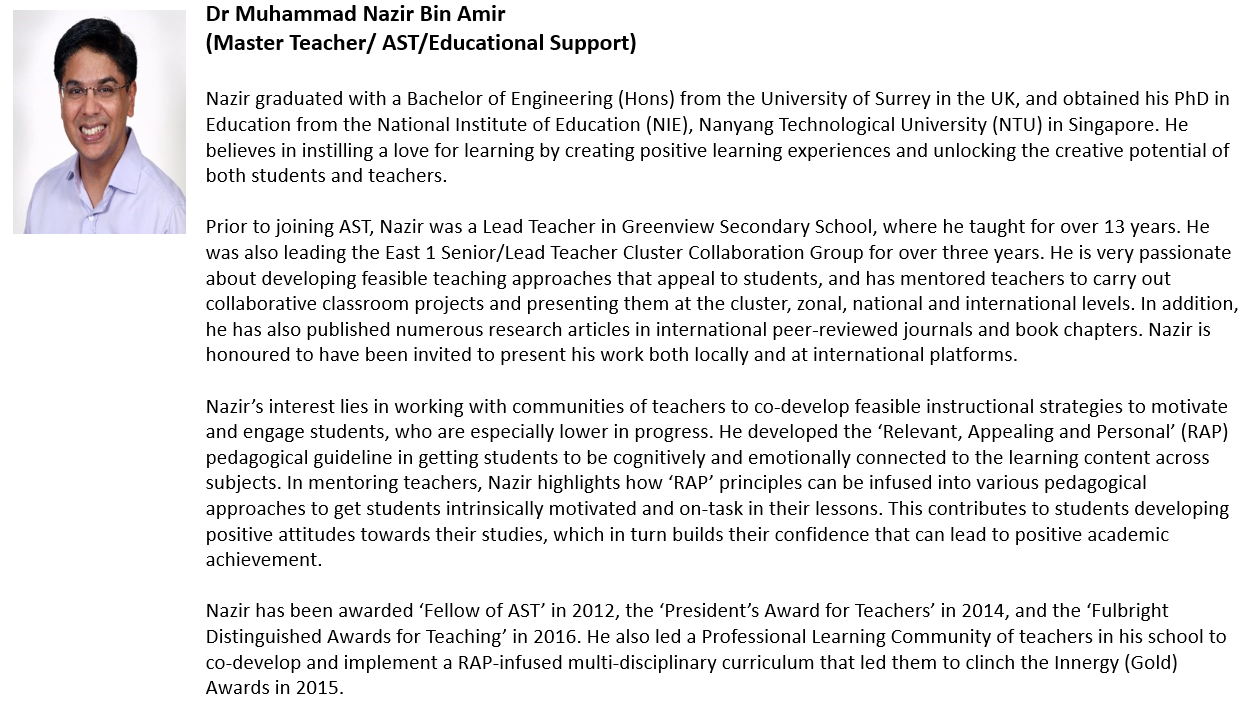 Dr Muhammad Nazir Bin Amir
(Master Teacher/ AST/Educational Support)
Nazir graduated with a Bachelor of Engineering (Hons) from the University of Surrey in the UK, and obtained his PhD in
Education from the National Institute of Education (NIE), Nanyang Technological University (NTU) in Singapore. He
believes in instilling a love for learning by creating positive learning experiences and unlocking the creative potential of
both students and teachers.
Prior to joining AST, Nazir was a Lead Teacher in Greenview Secondary School, where he taught for over 13 years. He
was also leading the East 1 Senior/Lead Teacher Cluster Collaboration Group for over three years. He is very passionate
about developing feasible teaching approaches that appeal to students, and has mentored teachers to carry out
collaborative classroom projects and presenting them at the cluster, zonal, national and international levels. In addition,
he has also published numerous research articles in international peer-reviewed journals and book chapters. Nazir is
honoured to have been invited to present his work both locally and at international platforms.
Nazir’s interest lies in working with communities of teachers to co-develop feasible instructional strategies to motivate
and engage students, who are especially lower in progress. He developed the ‘Relevant, Appealing and Personal’ (RAP)
pedagogical guideline in getting students to be cognitively and emotionally connected to the learning content across
subjects. In mentoring teachers, Nazir highlights how ‘RAP’ principles can be infused into various pedagogical
approaches to get students intrinsically motivated and on-task in their lessons. This contributes to students developing
positive attitudes towards their studies, which in turn builds their confidence that can lead to positive academic
achievement.
Nazir has been awarded ‘Fellow of AST’ in 2012, the ‘President’s Award for Teachers’ in 2014, and the ‘Fulbright
Distinguished Awards for Teaching’ in 2016. He also led a Professional Learning Community of teachers in his school to
co-develop and implement a RAP-infused multi-disciplinary curriculum that led them to clinch the Innergy (Gold)
Awards in 2015.